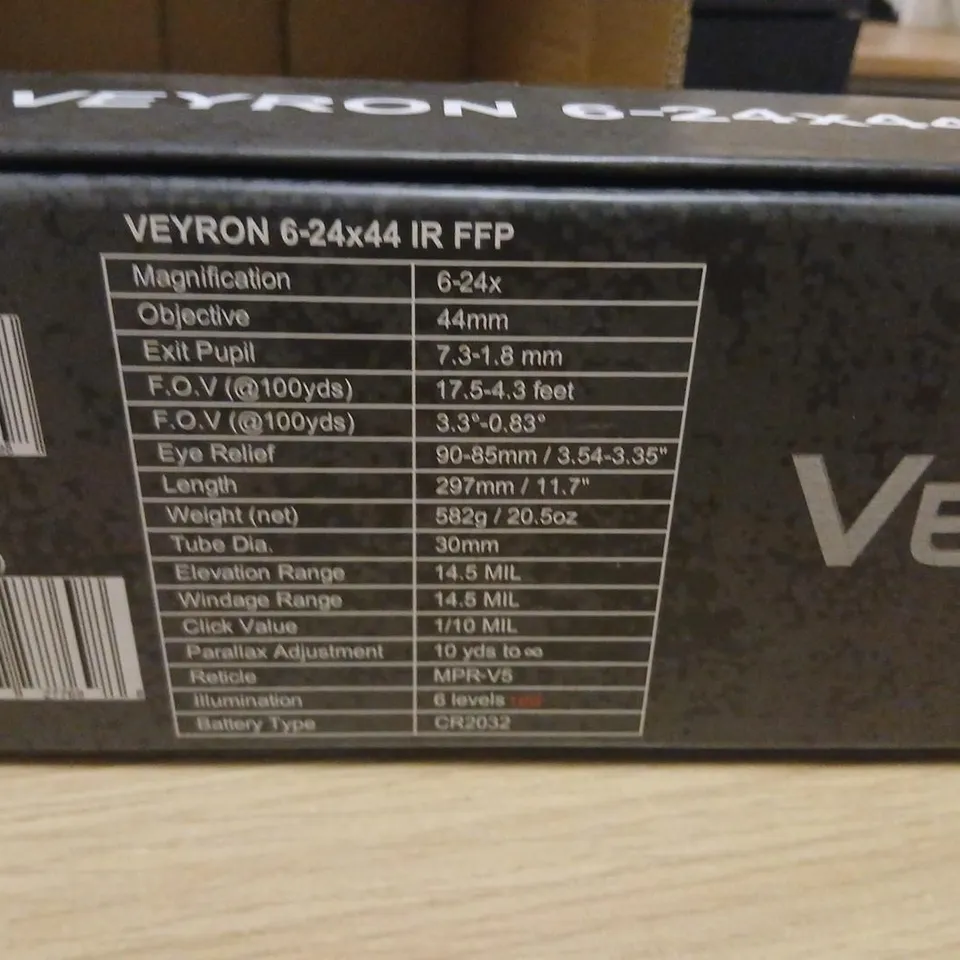 VEYRON 6-24x44
VEYRON 6-24x44 IR FFP
Magnification 6-24x
Objective 44mm
Exit Pupil 7.3-1.8 mm
F.O.V (@100yds) 17.5-4.3 feet
F.O.V (@100yds) 3.3°-0.83°
Eye Relief 90-85mm / 3.54-3.35"
Length 297mm / 11.7"
Weight (net) 582g / 20.5oz
Tube Dia. 30mm
Elevation Range 14.5 MIL
Windage Range 14.5 MIL
Click Value 1/10 MIL
Parallax Adjustment 10 yds to ∞
Reticle MPR-V5
Illumination 6 levels
Battery Type CR2032
VE